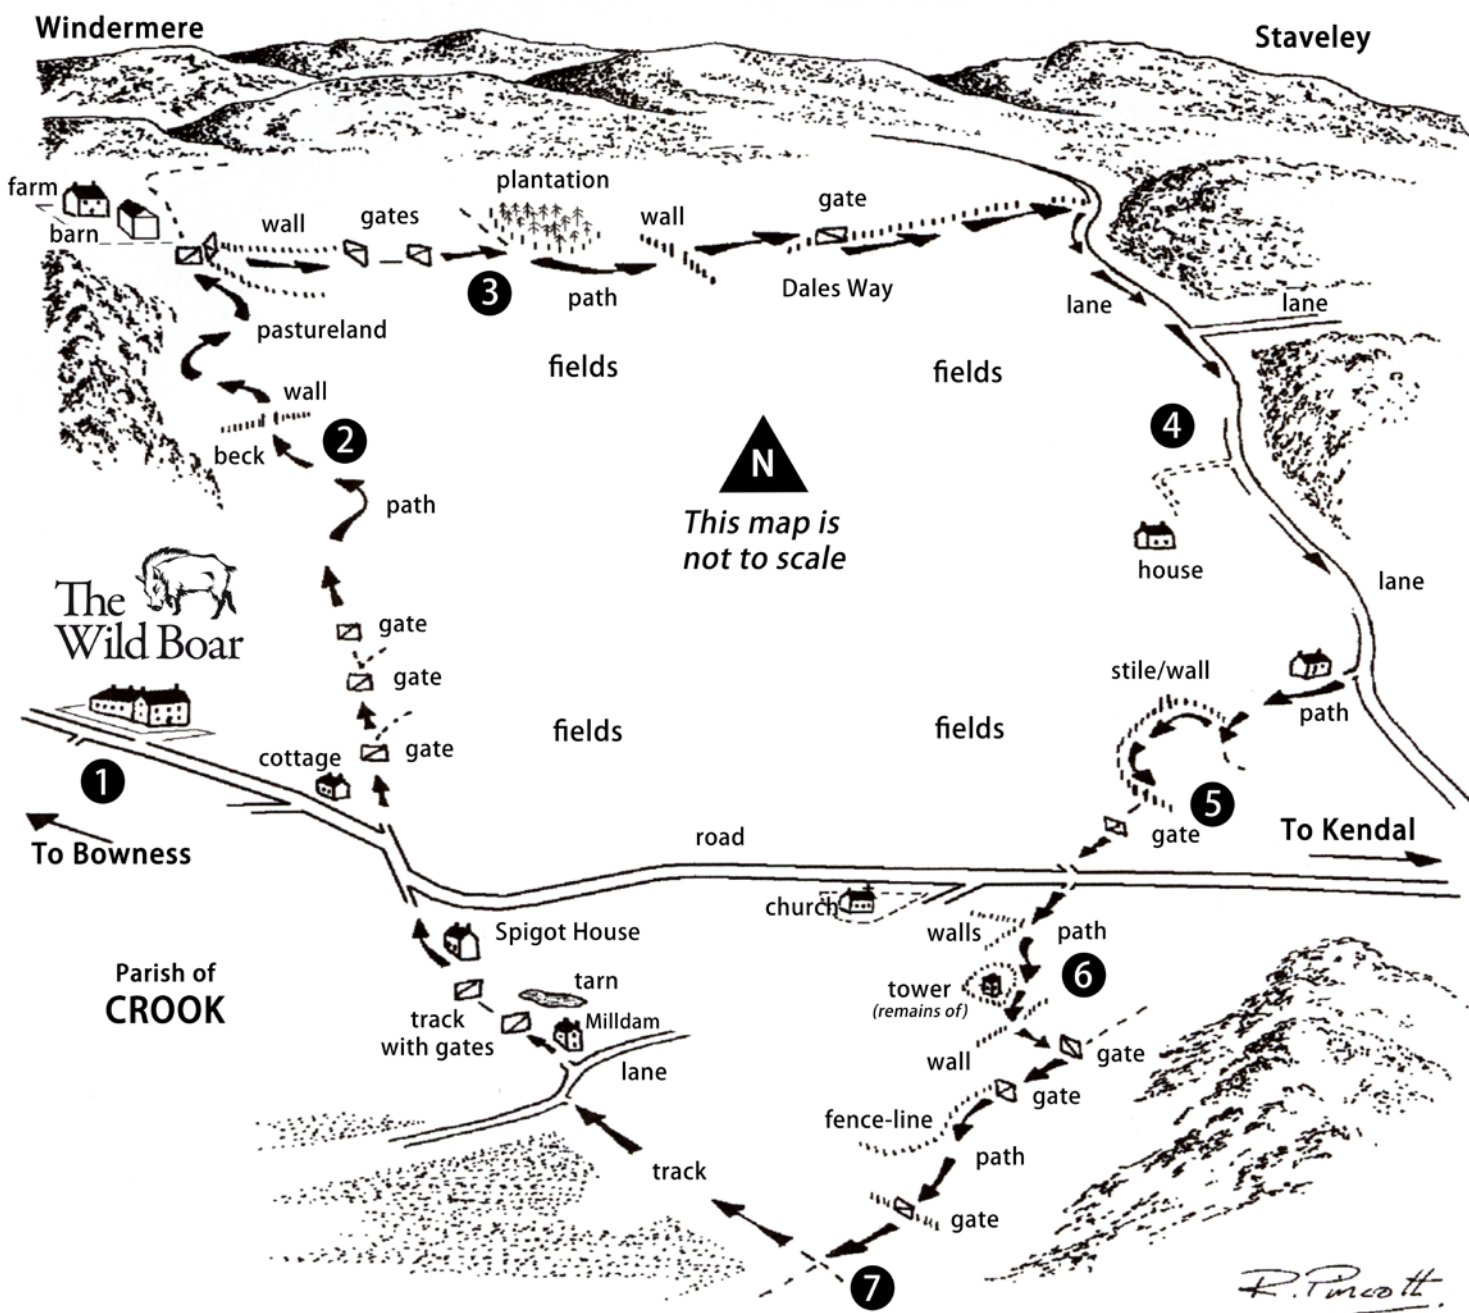 Windermere
Staveley
farm
barn
wall
gates
plantation
wall
gate
3
path
Dales Way
lane
lane
pastureland
fields
fields
wall
4
2
beck
N
path
This map is
not to scale
house
lane
The
Wild Boar
gate
gate
stile/wall
path
fields
fields
gate
cottage
1
5
gate
To Bowness
road
To Kendal
church
walls
path
Spigot House
Parish of
CROOK
6
tarn
tower
(remains of)
track
with gates
Milldam
gate
wall
lane
gate
fence-line
path
track
gate
7